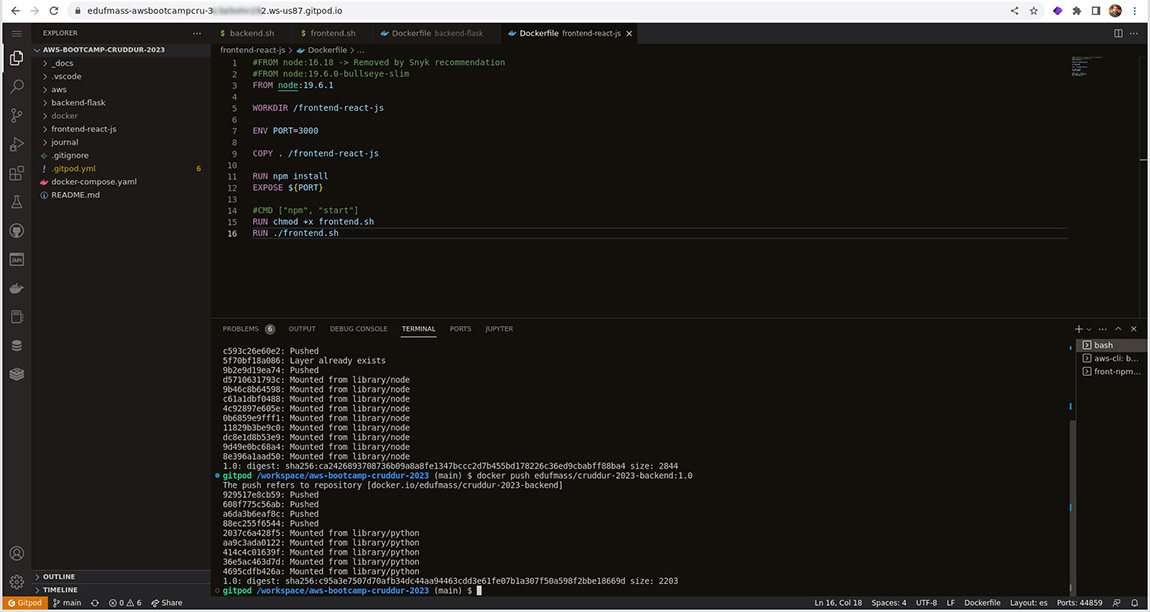 edufmass-awsbootcampcru-3 2.ws-us87.gitpod.io
EXPLORER
AWS-BOOTCAMP-CRUDDUR-2023
_docs
.vscode
aws
backend-flask
docker
frontend-react-js
journal
.gitignore
.gitpod.yml 6
docker-compose.yaml
README.md
OUTLINE
TIMELINE
$ backend.sh $ frontend.sh Dockerfile backend-flask Dockerfile frontend-react-js
frontend-react-js > Dockerfile > ...
1 #FROM node:16.18 -> Removed by Snyk recommendation
2 #FROM node:19.6.0-bullseye-slim
3 FROM node:19.6.1
4
5 WORKDIR /frontend-react-js
6
7 ENV PORT=3000
8
9 COPY . /frontend-react-js
10
11 RUN npm install
12 EXPOSE ${PORT}
13
14 #CMD ["npm", "start"]
15 RUN chmod +x frontend.sh
16 RUN ./frontend.sh
PROBLEMS 6 OUTPUT DEBUG CONSOLE TERMINAL PORTS JUPYTER
c593c26e60e2: Pushed
5f70bf18a086: Layer already exists
9b2e9d19ea74: Pushed
d5710631793c: Mounted from library/node
9b46c8b64598: Mounted from library/node
c61a1dbf0488: Mounted from library/node
4c92897e605e: Mounted from library/node
0b6859e9fff1: Mounted from library/node
11829b3be9c0: Mounted from library/node
dc8e1d8b53e9: Mounted from library/node
9d49e0bc68a4: Mounted from library/node
8e396a1aad50: Mounted from library/node
1.0: digest: sha256:ca2426893708736b09a8a8fe1347bccc2d7b455bd178226c36ed9cbabff88ba4 size: 2844
gitpod /workspace/aws-bootcamp-cruddur-2023 (main) $ docker push edufmass/cruddur-2023-backend:1.0
The push refers to repository [docker.io/edufmass/cruddur-2023-backend]
929517e8cb59: Pushed
608f775c56ab: Pushed
a6da3b6eaf8c: Pushed
88ec255f6544: Pushed
2037c6a428f5: Mounted from library/python
aa9c3ada0122: Mounted from library/python
414c4c01639f: Mounted from library/python
36e5ac463d7d: Mounted from library/python
4695cdfb426a: Mounted from library/python
1.0: digest: sha256:c95a3e7507d70afb34dc44aa94463cdd3e61fe07b1a307f50a598f2bbe18669d size: 2203
gitpod /workspace/aws-bootcamp-cruddur-2023 (main) $
bash
aws-cli: b...
front-npm...
Gitpod main 0 6 Share Ln 16, Col 18 Spaces: 4 UTF-8 LF Dockerfile Layout: es Ports: 44859